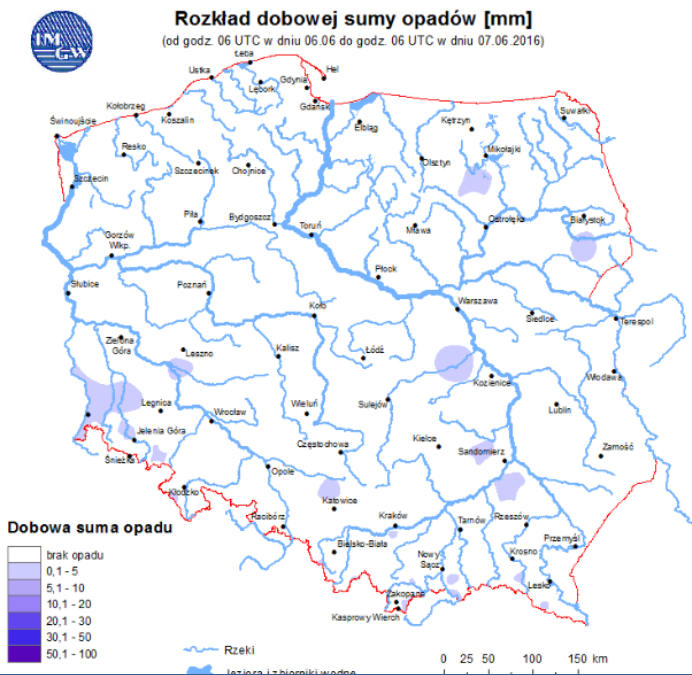 IM
GW
Rozkład dobowej sumy opadów [mm]
(od godz. 06 UTC w dniu 06.06 do godz. 06 UTC w dniu 07.06.2016)
Łeba
Ustka
Hel
Gdynia
Lębork
Gdańsk
Kołobrzeg
Koszalin
Świnoujście
Elbląg
Kętrzyn
Suwałki
Resko
Szczecinek
Chojnice
Olsztyn
Mikołajki
Szczecin
Piła
Bydgoszcz
Toruń
Mława
Ostrołęka
Białystok
Gorzów
Wlkp.
Płock
Słubice
Poznań
Koło
Warszawa
Siedlce
Terespol
Zielona
Góra
Leszno
Kalisz
Łódź
Kozienice
Włodawa
Legnica
Wrocław
Wieluń
Sulejów
Lublin
Jelenia Góra
Częstochowa
Kielce
Sandomierz
Zamość
Śnieżka
Opole
Kłodzko
Katowice
Racibórz
Kraków
Tarnów
Rzeszów
Bielsko-Biała
Nowy
Sącz
Krosno
Przemyśl
Lesko
Zakopane
Kasprowy Wierch
Dobowa suma opadu
brak opadu
0,1 - 5
5,1 - 10
10,1 - 20
20,1 - 30
30,1 - 50
50,1 - 100
Rzeki
Jeziora i zbiorniki wodne
0 25 50 100 150 km